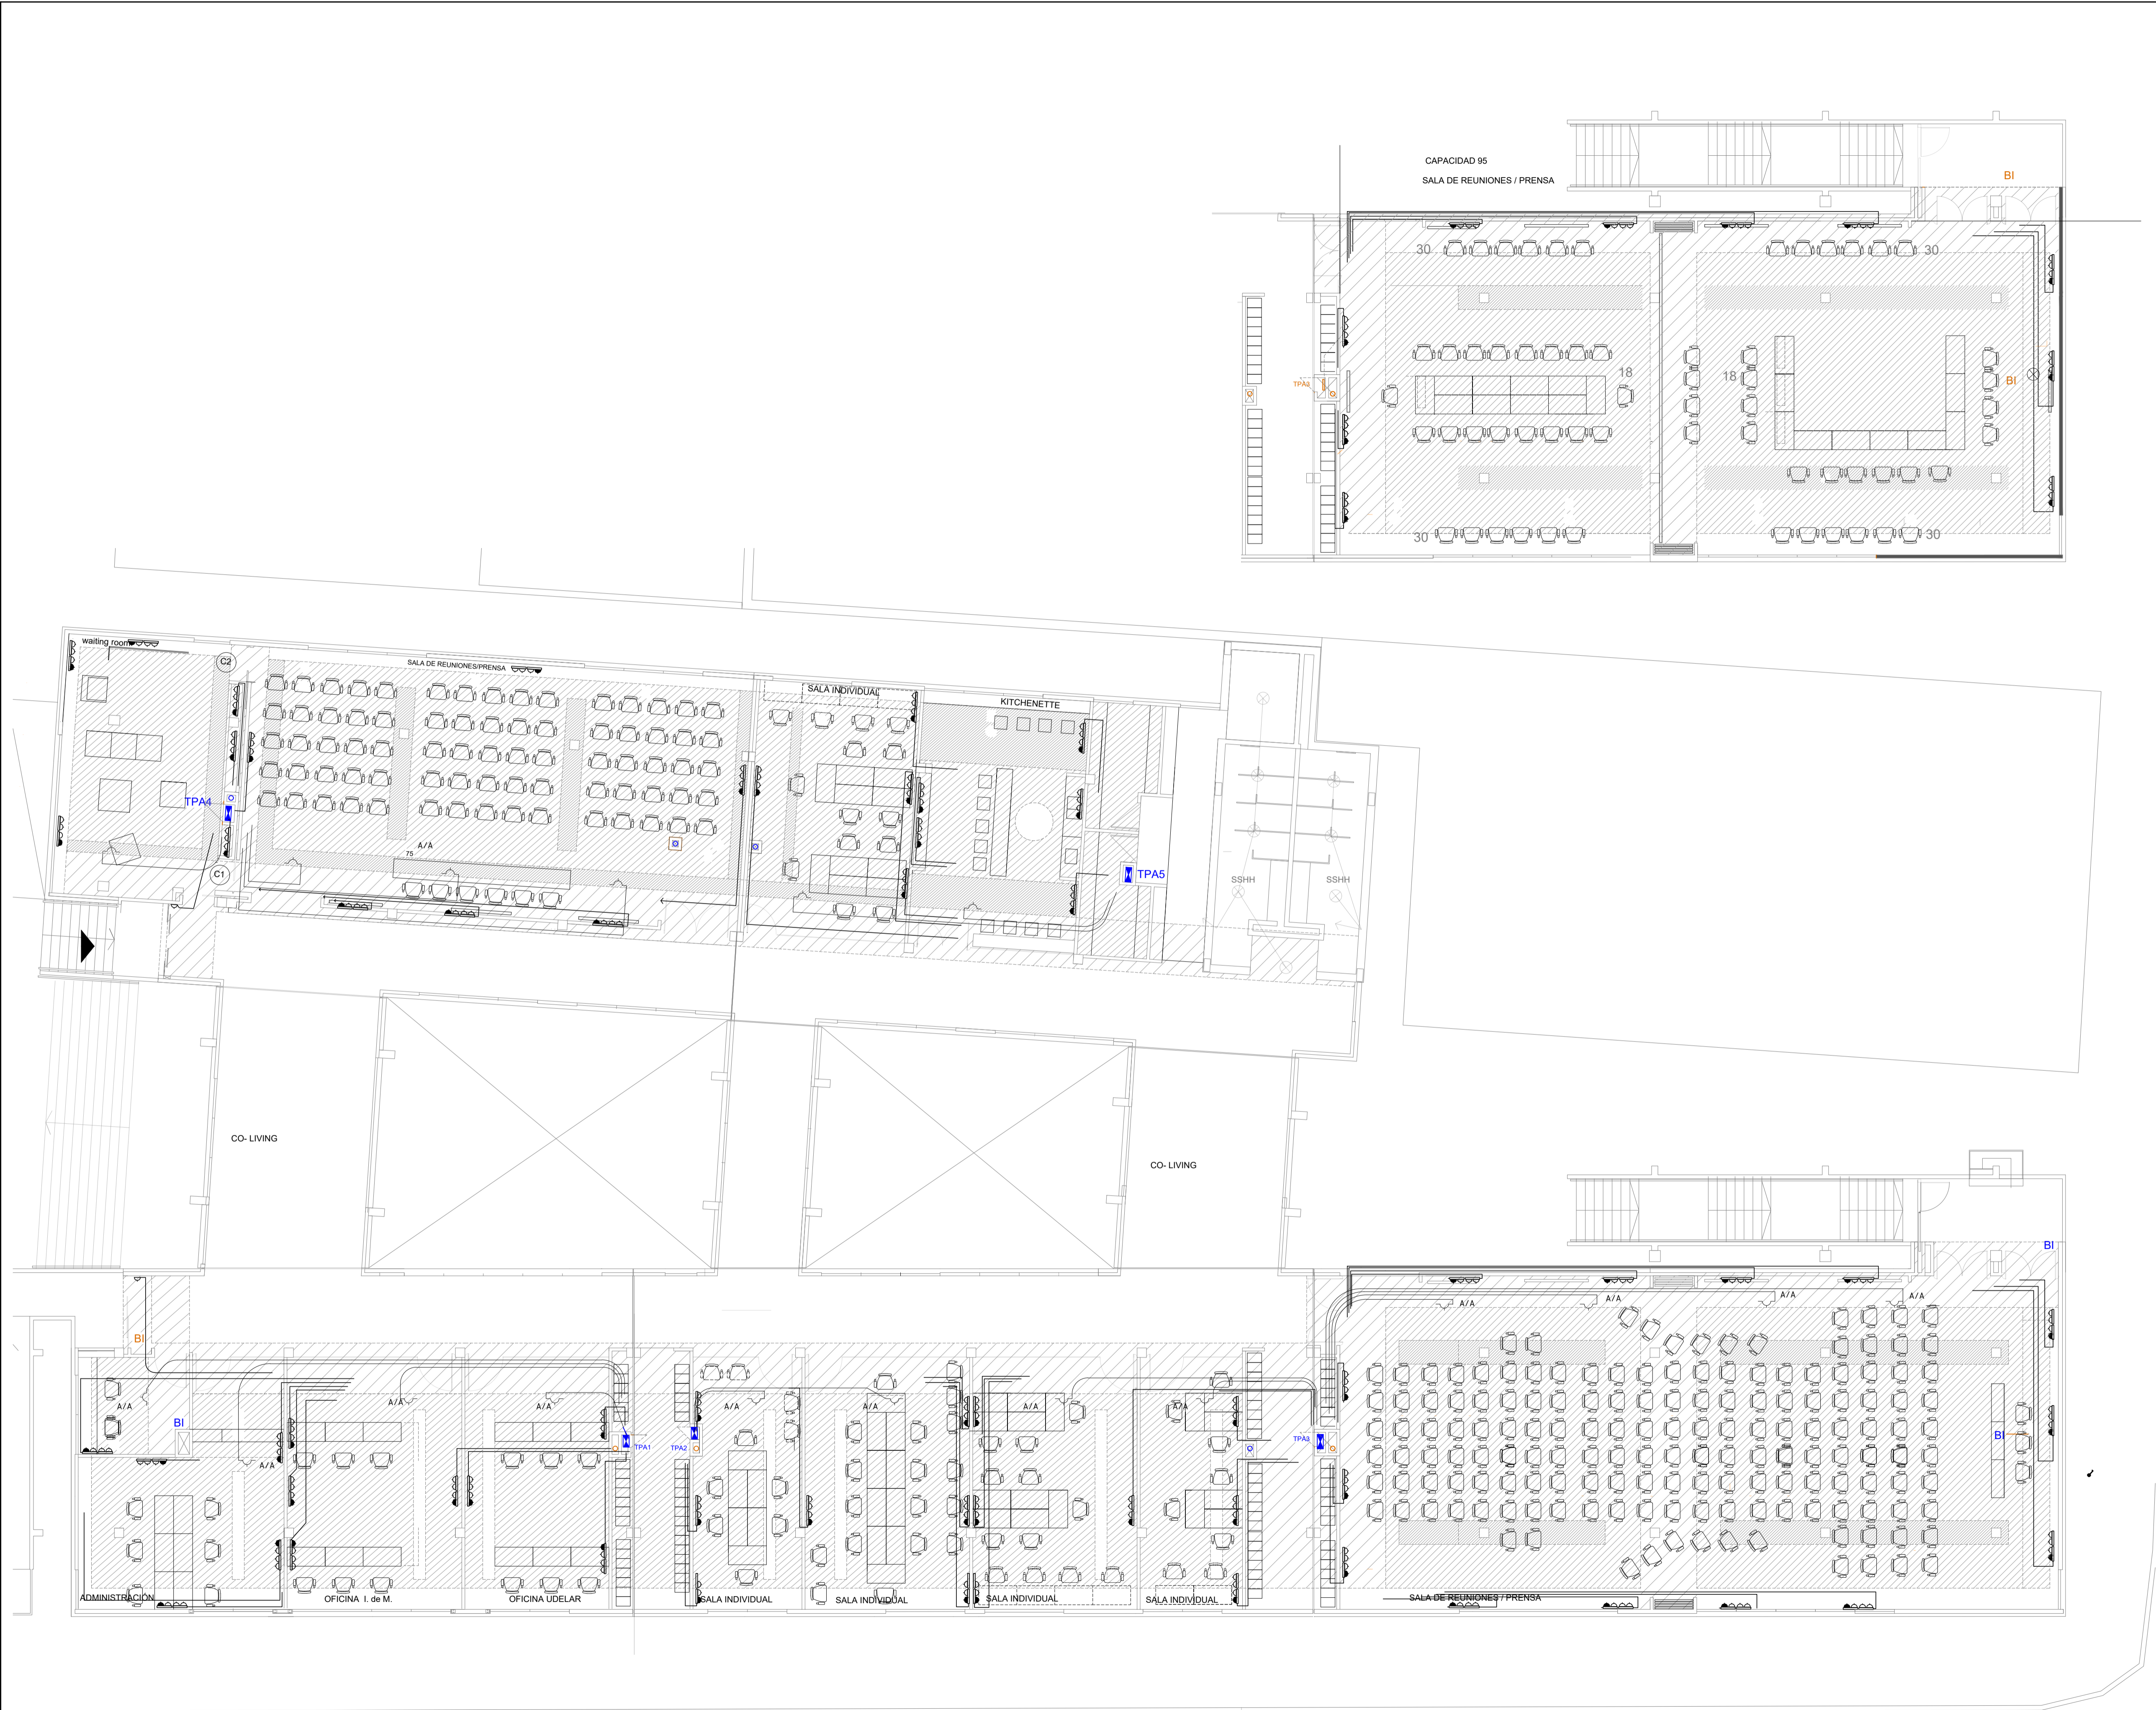 CAPACIDAD 95
SALA DE REUNIONES / PRENSA
BI
30
30
TPA3
18
18
BI
30
30
waiting room
C2
SALA DE REUNIONES/PRENSA
SALA INDIVIDUAL
KITCHENETTE
TPA4
A/A
75
C1
TPA5
SSHH
SSHH
CO- LIVING
CO- LIVING
BI
BI
A/A
A/A
A/A
A/A
BI
A/A
A/A
A/A
A/A
A/A
A/A
A/A
BI
A/A
TPA1
TPA2
TPA3
BI
ADMINISTRACIÓN
OFICINA I. de M.
OFICINA UDELAR
SALA INDIVIDUAL
SALA INDIVIDUAL
SALA INDIVIDUAL
SALA INDIVIDUAL
SALA DE REUNIONES / PRENSA